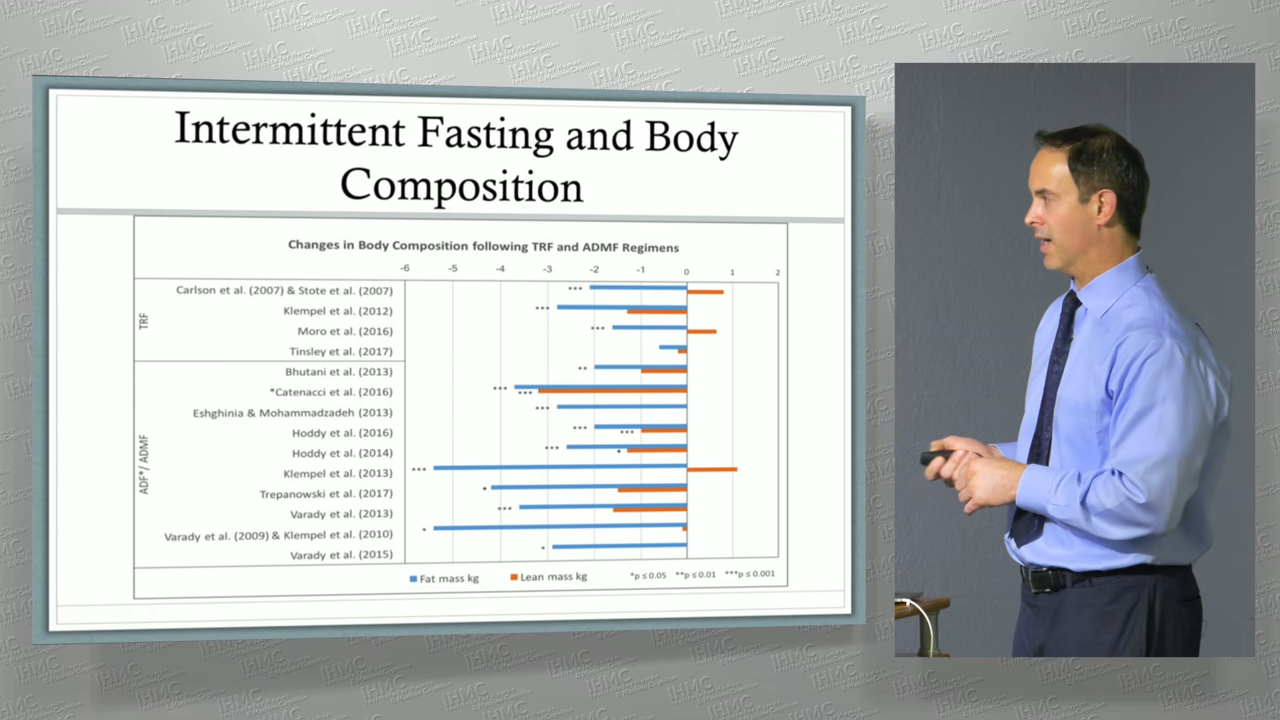 Intermittent Fasting and Body
Composition
Changes in Body Composition following TRF and ADMF Regimens
-6 -5 -4 -3 -2 -1 0 1 2
TRF
Carlson et al. (2007) & Stote et al. (2007) ***
Klempel et al. (2012) ***
Moro et al. (2016) ***
Tinsley et al. (2017)
ADF*/ ADMF
Bhutani et al. (2013) **
*Catenacci et al. (2016) *** ***
Eshghinia & Mohammadzadeh (2013) ***
Hoddy et al. (2016) *** ***
Hoddy et al. (2014) *** *
Klempel et al. (2013) ***
Trepanowski et al. (2017) *
Varady et al. (2013) ***
Varady et al. (2009) & Klempel et al. (2010) *
Varady et al. (2015) *
Fat mass kg Lean mass kg *p ≤ 0.05 **p ≤ 0.01 ***p ≤ 0.001
IHMC